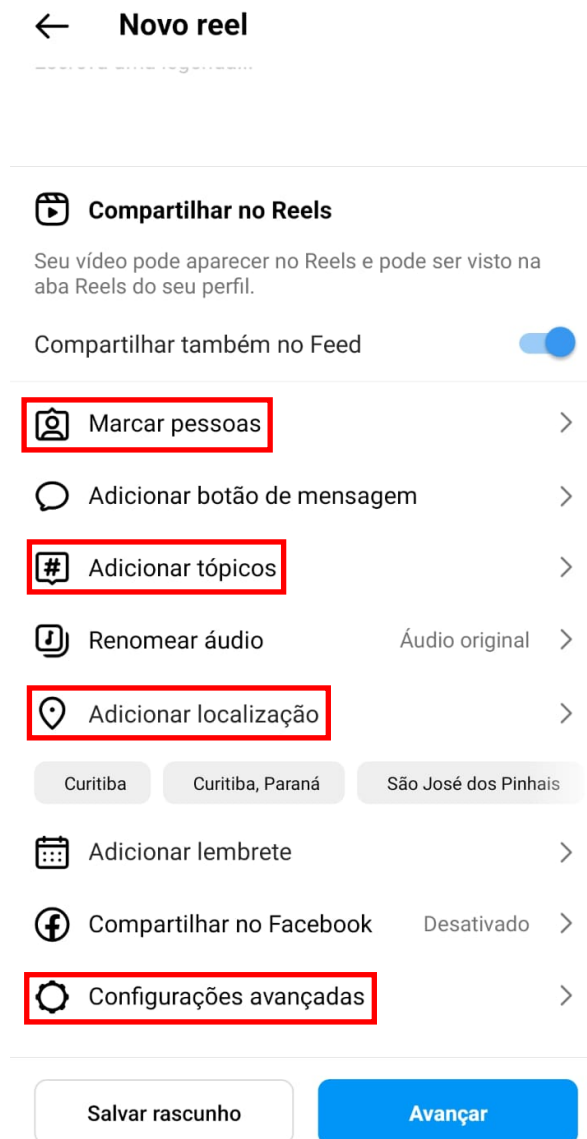 Novo reel
Compartilhar no Reels
Seu vídeo pode aparecer no Reels e pode ser visto na
aba Reels do seu perfil.
Compartilhar também no Feed
Marcar pessoas
Adicionar botão de mensagem
# Adicionar tópicos
Renomear áudio Áudio original
Adicionar localização
Curitiba Curitiba, Paraná São José dos Pinhais
Adicionar lembrete
Compartilhar no Facebook Desativado
Configurações avançadas
Salvar rascunho Avançar